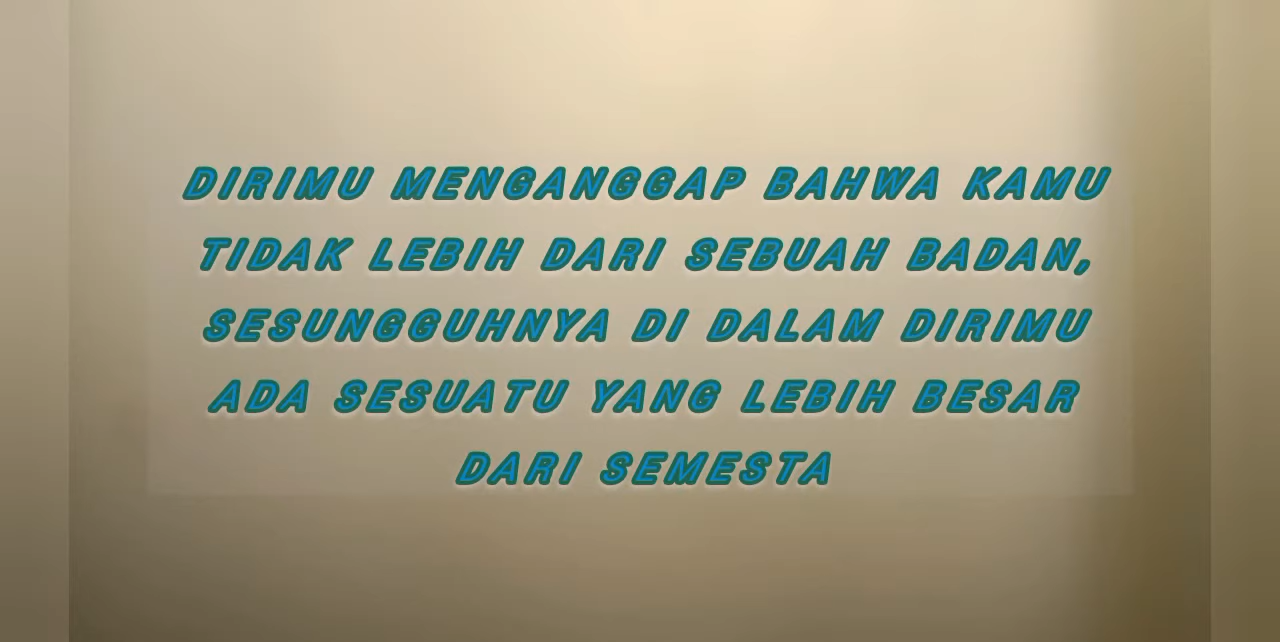 DIRIMU MENGANGGAP BAHWA KAMU
TIDAK LEBIH DARI SEBUAH BADAN,
SESUNGGUHNYA DI DALAM DIRIMU
ADA SESUATU YANG LEBIH BESAR
DARI SEMESTA